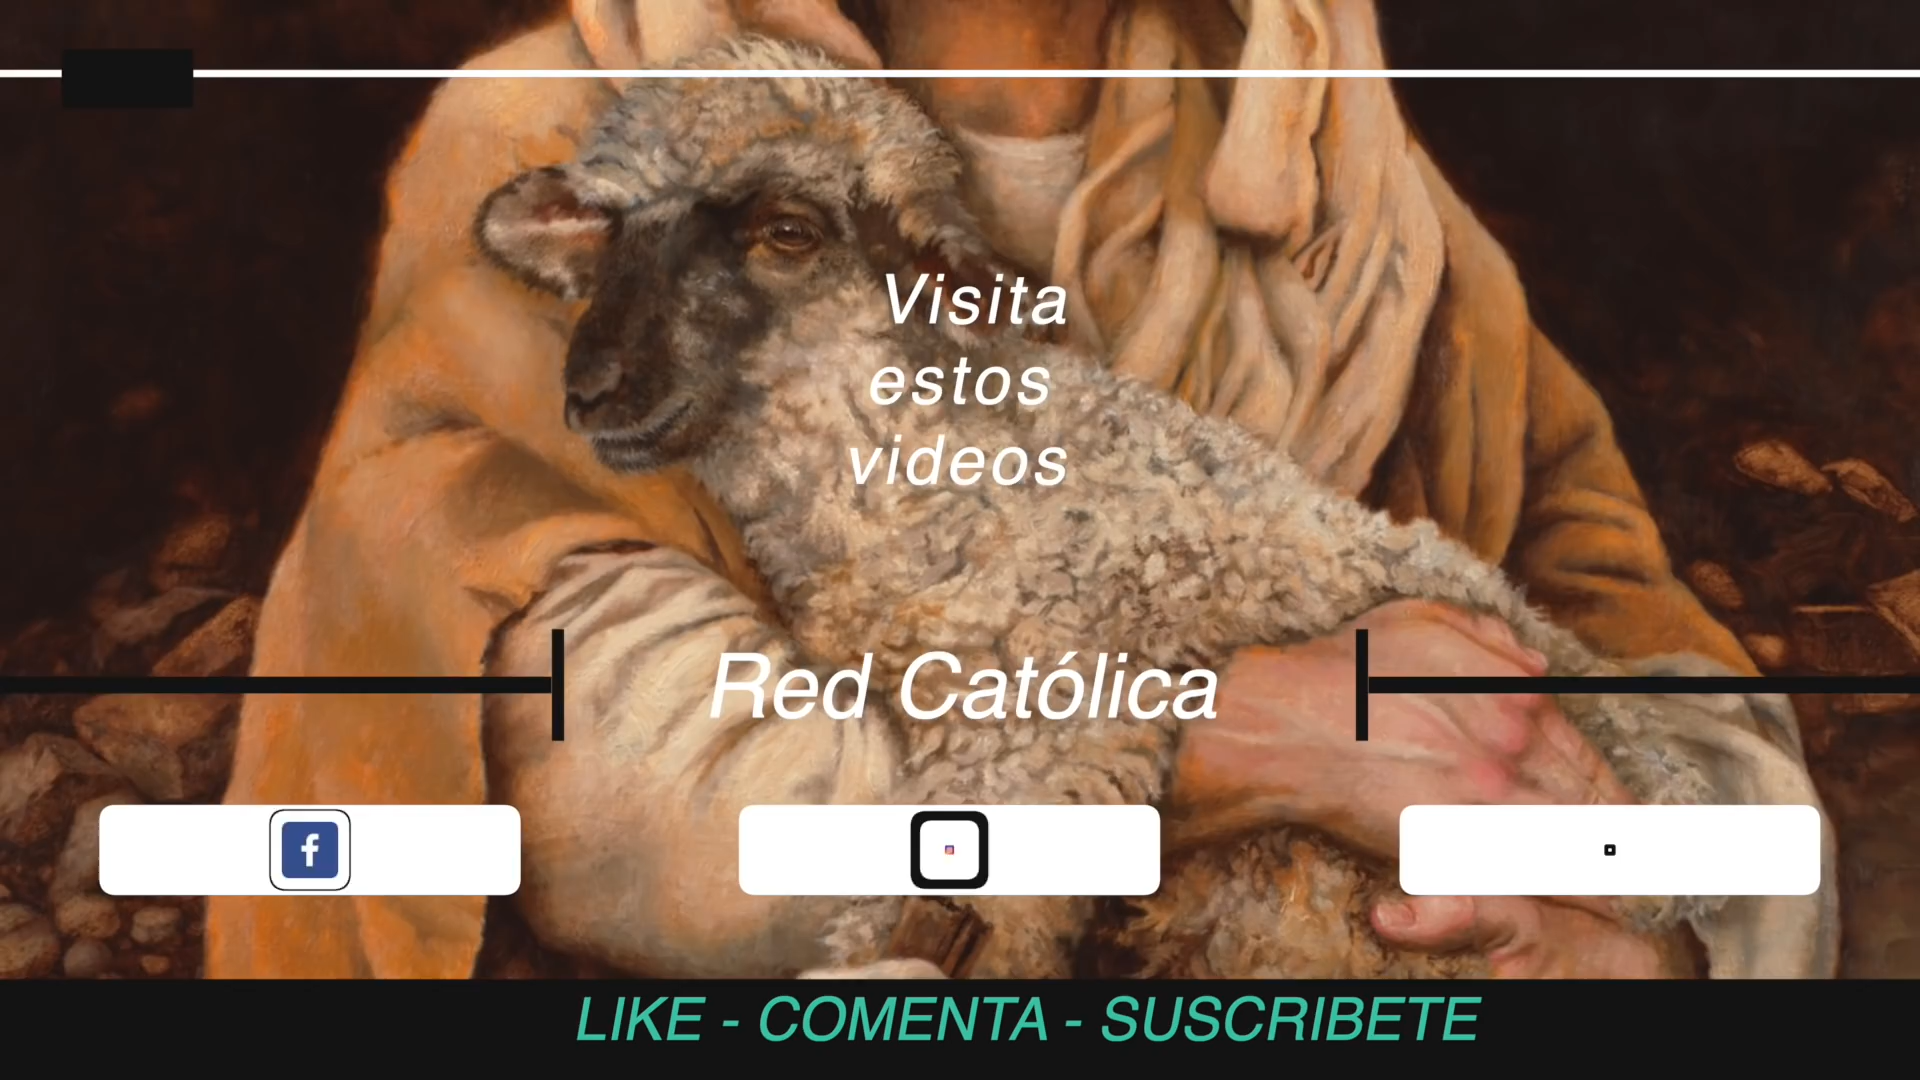 Visita
estos
videos
Red Católica
f
LIKE - COMENTA - SUSCRIBETE